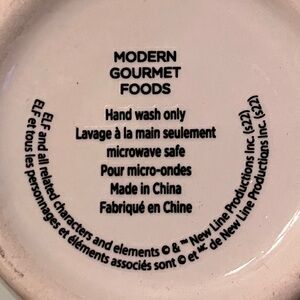 MODERN
GOURMET
FOODS
Hand wash only
Lavage à la main seulement
microwave safe
Pour micro-ondes
Made in China
Fabriqué en Chine
ELF and all related characters and elements © & ™ New Line Productions Inc. (s22)
ELF et tous les personnages et éléments associés sont © et ᴹᶜ de New Line Productions Inc. (s22)